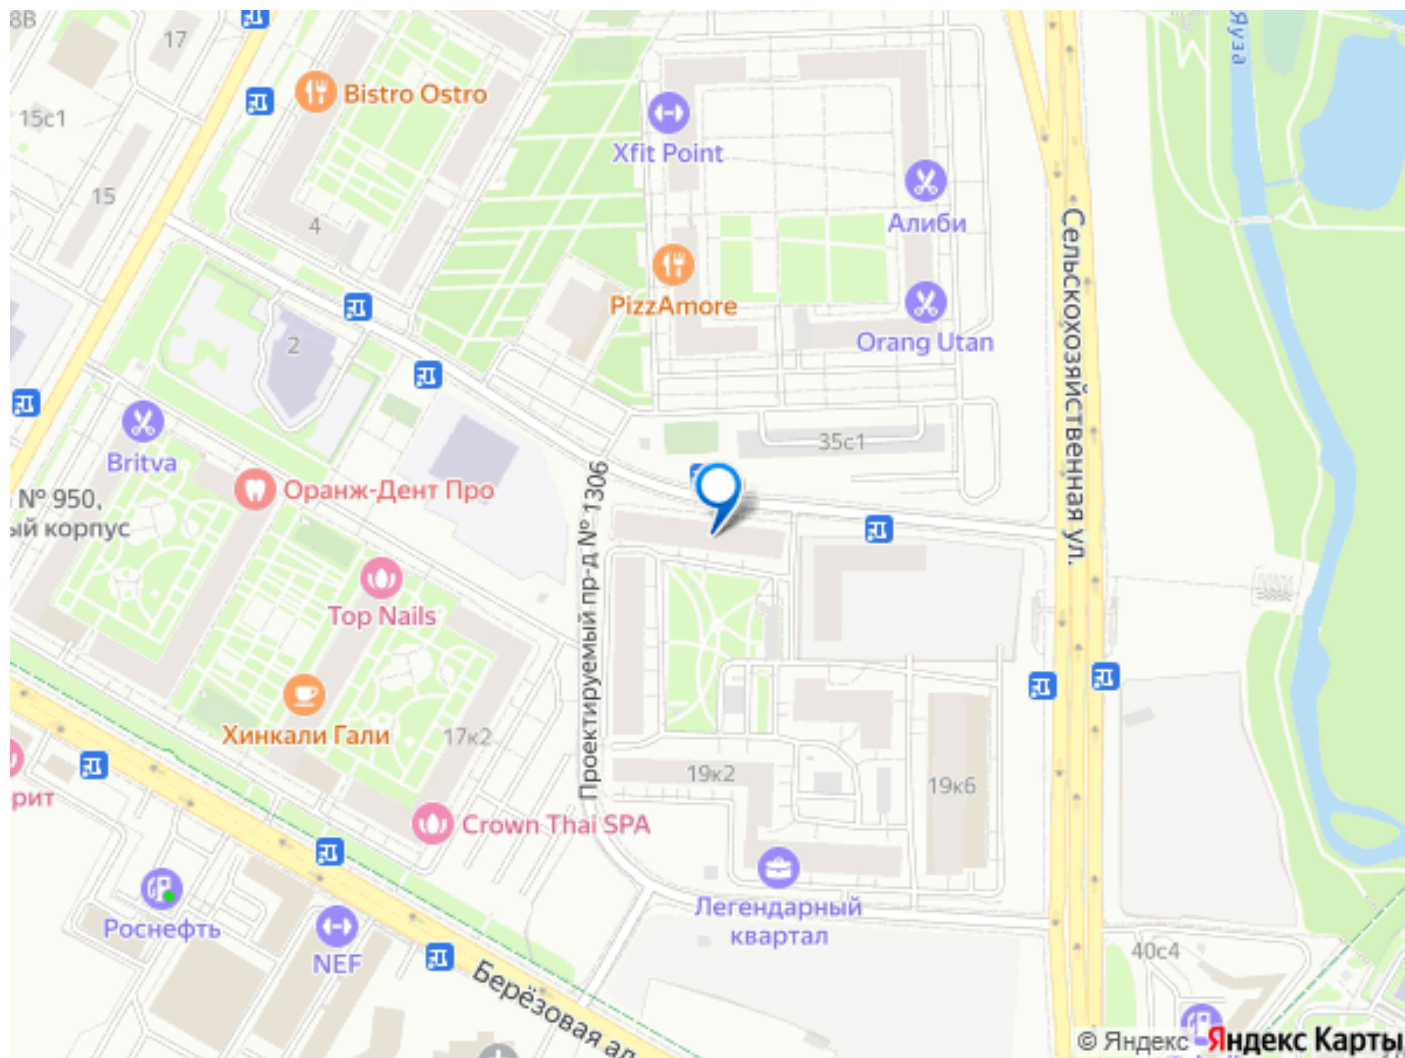 8В
17
Яуза
Bistro Ostro
15с1
Xfit Point
15
Алиби
4
Сельскохозяйственная ул.
PizzAmore
2
Orang Utan
35с1
Britva
Оранж-Дент Про
№ 950,
ый корпус
Проектируемый пр-д № 1306
Top Nails
Хинкали Гали
17к2
19к2
19к6
рит
Crown Thai SPA
Роснефть
Легендарный
квартал
NEF
Берёзовая ал
40с4
© Яндекс Яндекс Карты